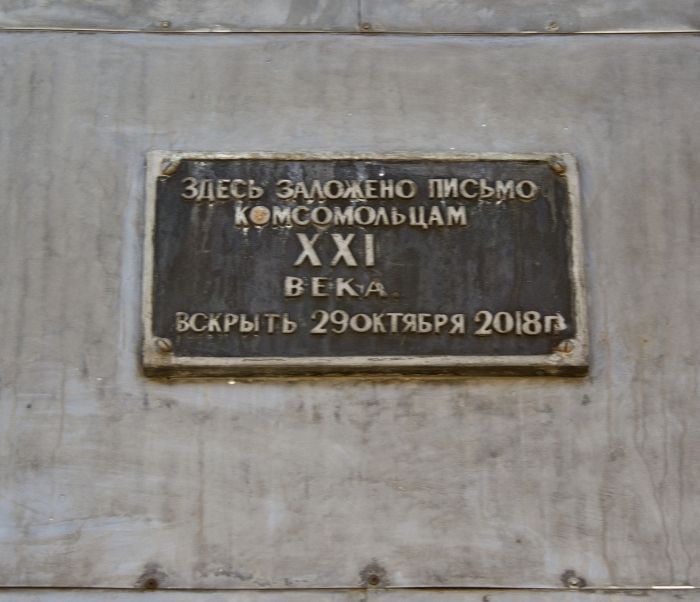 ЗДЕСЬ ЗАЛОЖЕНО ПИСЬМО
КОМСОМОЛЬЦАМ
XXI
ВЕКА.
ВСКРЫТЬ 29 ОКТЯБРЯ 2018 г.